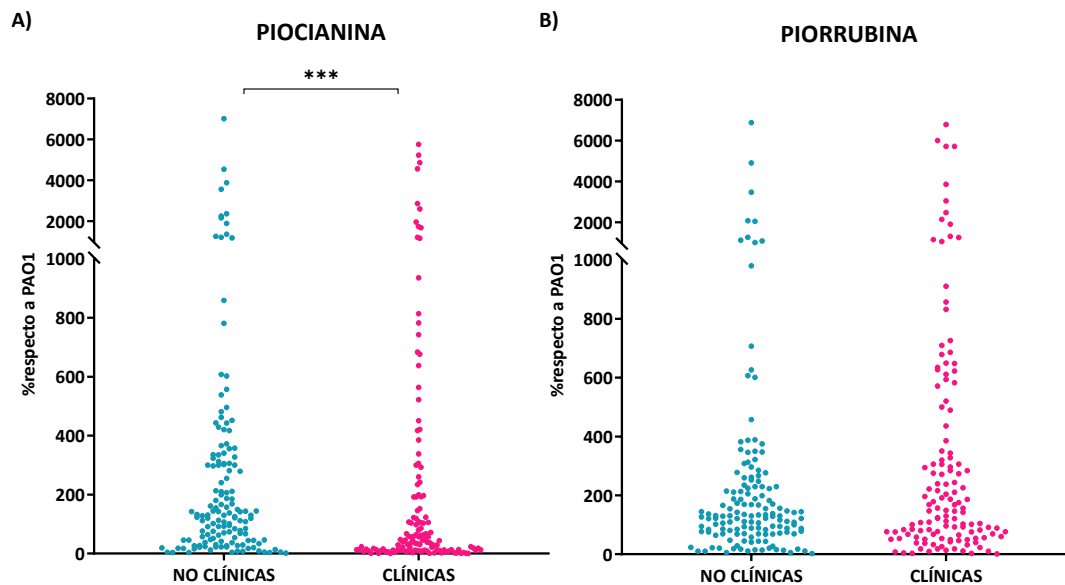 A)
PIOCIANINA
***
8000
6000
4000
2000
1000
800
600
400
200
0
%respecto a PAO1
NO CLÍNICAS
CLÍNICAS
B)
PIORRUBINA
8000
6000
4000
2000
1000
800
600
400
200
0
%respecto a PAO1
NO CLÍNICAS
CLÍNICAS